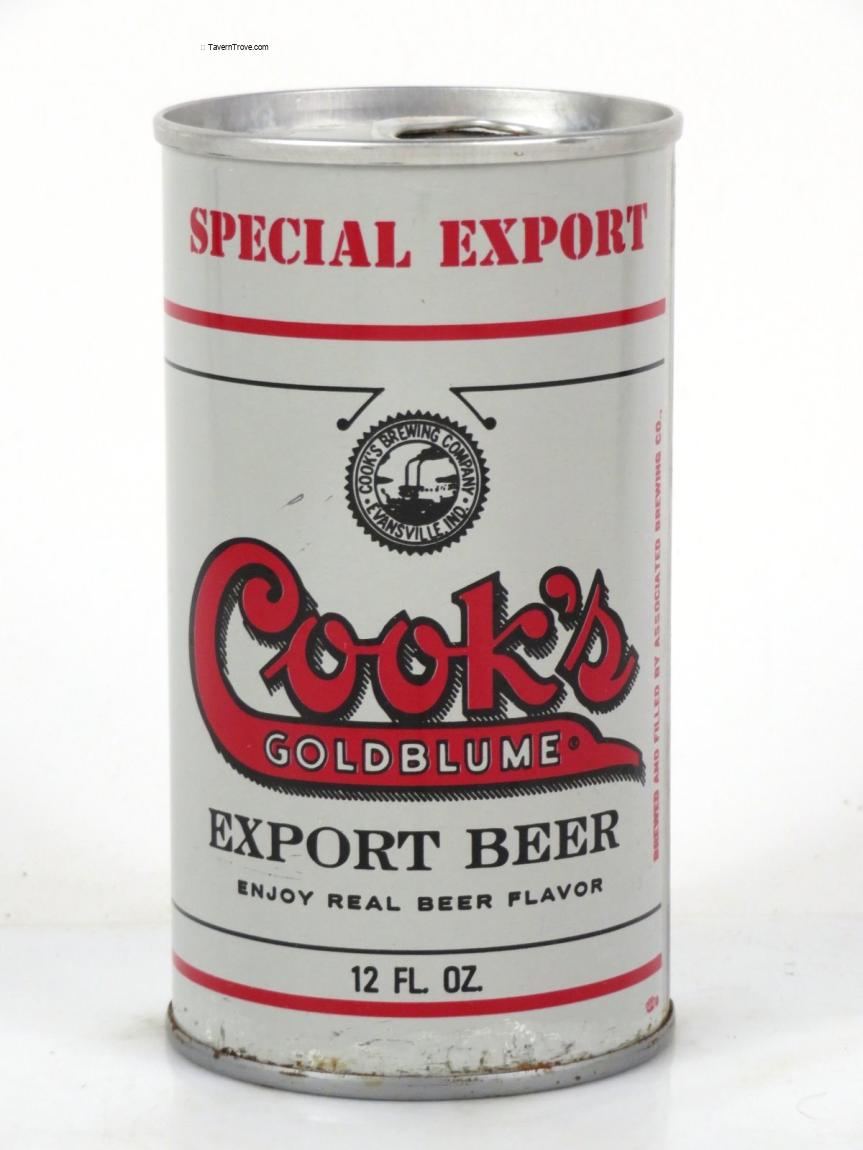 :: TavernTrove.com
SPECIAL EXPORT
COOK'S BREWING COMPANY
• EVANSVILLE, IND. •
Cook's
GOLDBLUME®
EXPORT BEER
ENJOY REAL BEER FLAVOR
12 FL. OZ.
BREWED AND FILLED BY ASSOCIATED BREWING CO.,